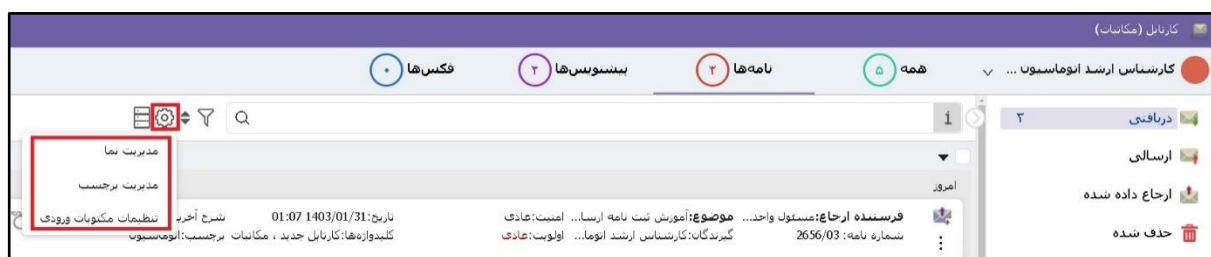 کارتابل (مکاتبات)
کارشناس ارشد اتوماسیون ...
همه ۵
نامه‌ها ۳
پیشنویس‌ها ۲
فکس‌ها ۰
دریافتی ۳
ارسالی
ارجاع داده شده
حذف شده
i
مدیریت نما
مدیریت برچسب
تنظیمات مکتوبات ورودی
امروز
فرستنده ارجاع:مسئول واحد... موضوع:آموزش ثبت نامه ارسا... امنیت:عادی تاریخ:1403/01/31 01:07 شرح آخر
شماره نامه: 2656/03 گیرندگان:کارشناس ارشد اتوما... اولویت:عادی کلیدواژه‌ها:کارتابل جدید ، مکاتبات برچسب:اتوماسیون